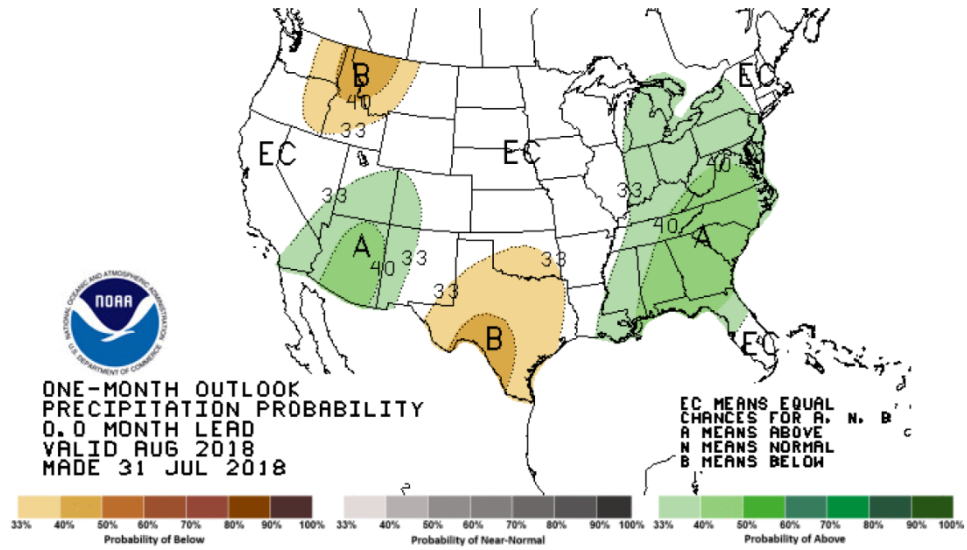 B
40
33
EC
EC
EC
33
A
40
33
33
40
40
A
33
33
B
EC
NATIONAL OCEANIC AND ATMOSPHERIC ADMINISTRATION
NOAA
U.S. DEPARTMENT OF COMMERCE
ONE-MONTH OUTLOOK
PRECIPITATION PROBABILITY
0.0 MONTH LEAD
VALID AUG 2018
MADE 31 JUL 2018
EC MEANS EQUAL
CHANCES FOR A, N, B
A MEANS ABOVE
N MEANS NORMAL
B MEANS BELOW
33% 40% 50% 60% 70% 80% 90% 100%
Probability of Below
33% 40% 50% 60% 70% 80% 90% 100%
Probability of Near-Normal
33% 40% 50% 60% 70% 80% 90% 100%
Probability of Above